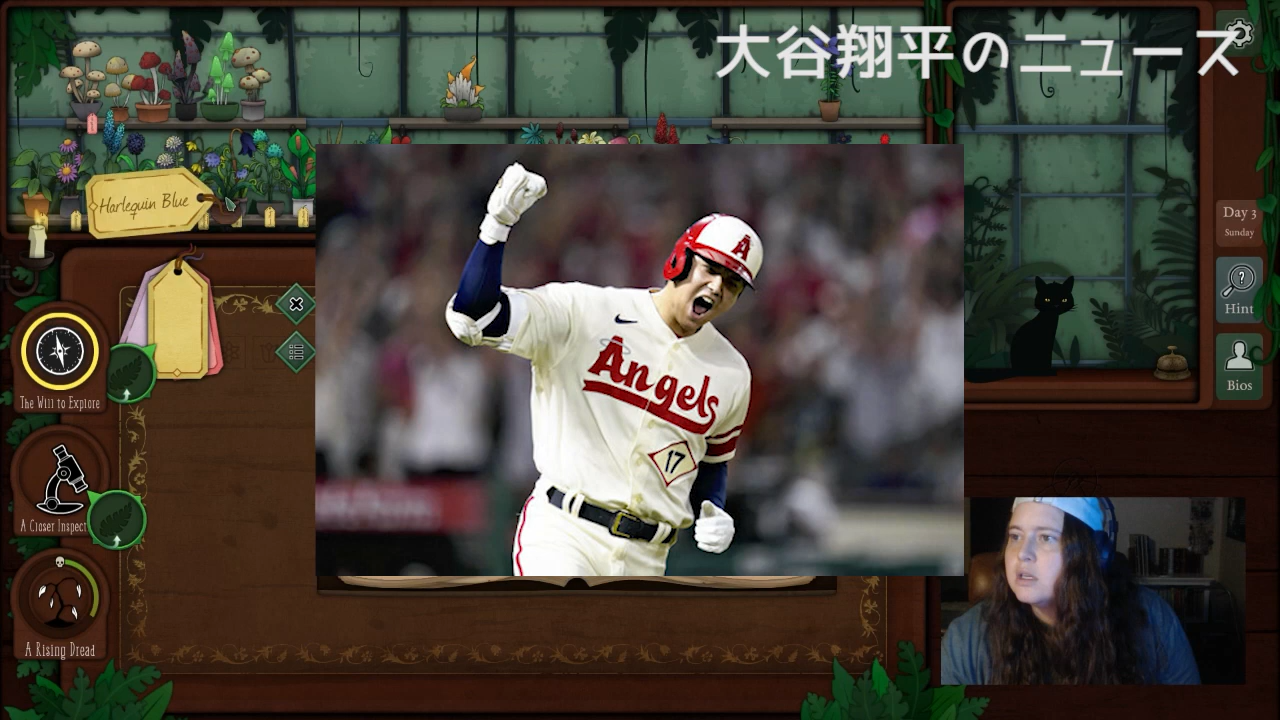 大谷翔平のニューズ
Harlequin Blue
Day 3
Sunday
Hint
Bios
The Will to Explore
A Closer Inspect
A Rising Dread
A
Angels
17